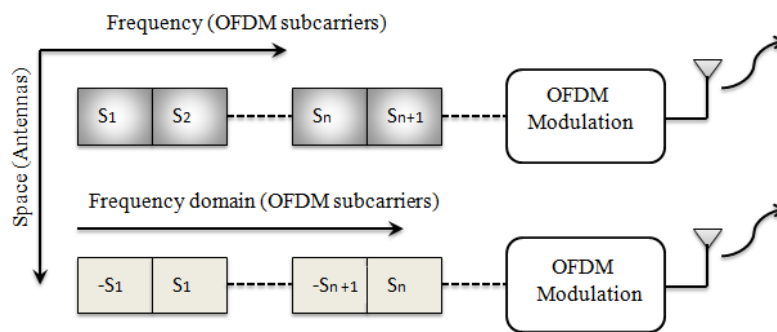 Frequency (OFDM subcarriers)
Space (Antennas)
S1 S2 Sn Sn+1
OFDM
Modulation
Frequency domain (OFDM subcarriers)
-S1 S1 -Sn+1 Sn
OFDM
Modulation